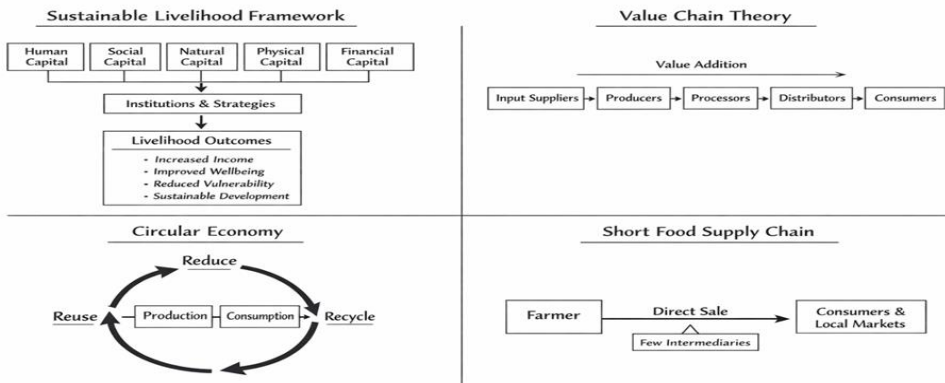 Sustainable Livelihood Framework
Human Capital
Social Capital
Natural Capital
Physical Capital
Financial Capital
Institutions & Strategies
Livelihood Outcomes
- Increased Income
- Improved Wellbeing
- Reduced Vulnerability
- Sustainable Development
Value Chain Theory
Value Addition
Input Suppliers
Producers
Processors
Distributors
Consumers
Circular Economy
Reduce
Reuse
Production
Consumption
Recycle
Short Food Supply Chain
Farmer
Direct Sale
Few Intermediaries
Consumers &
Local Markets